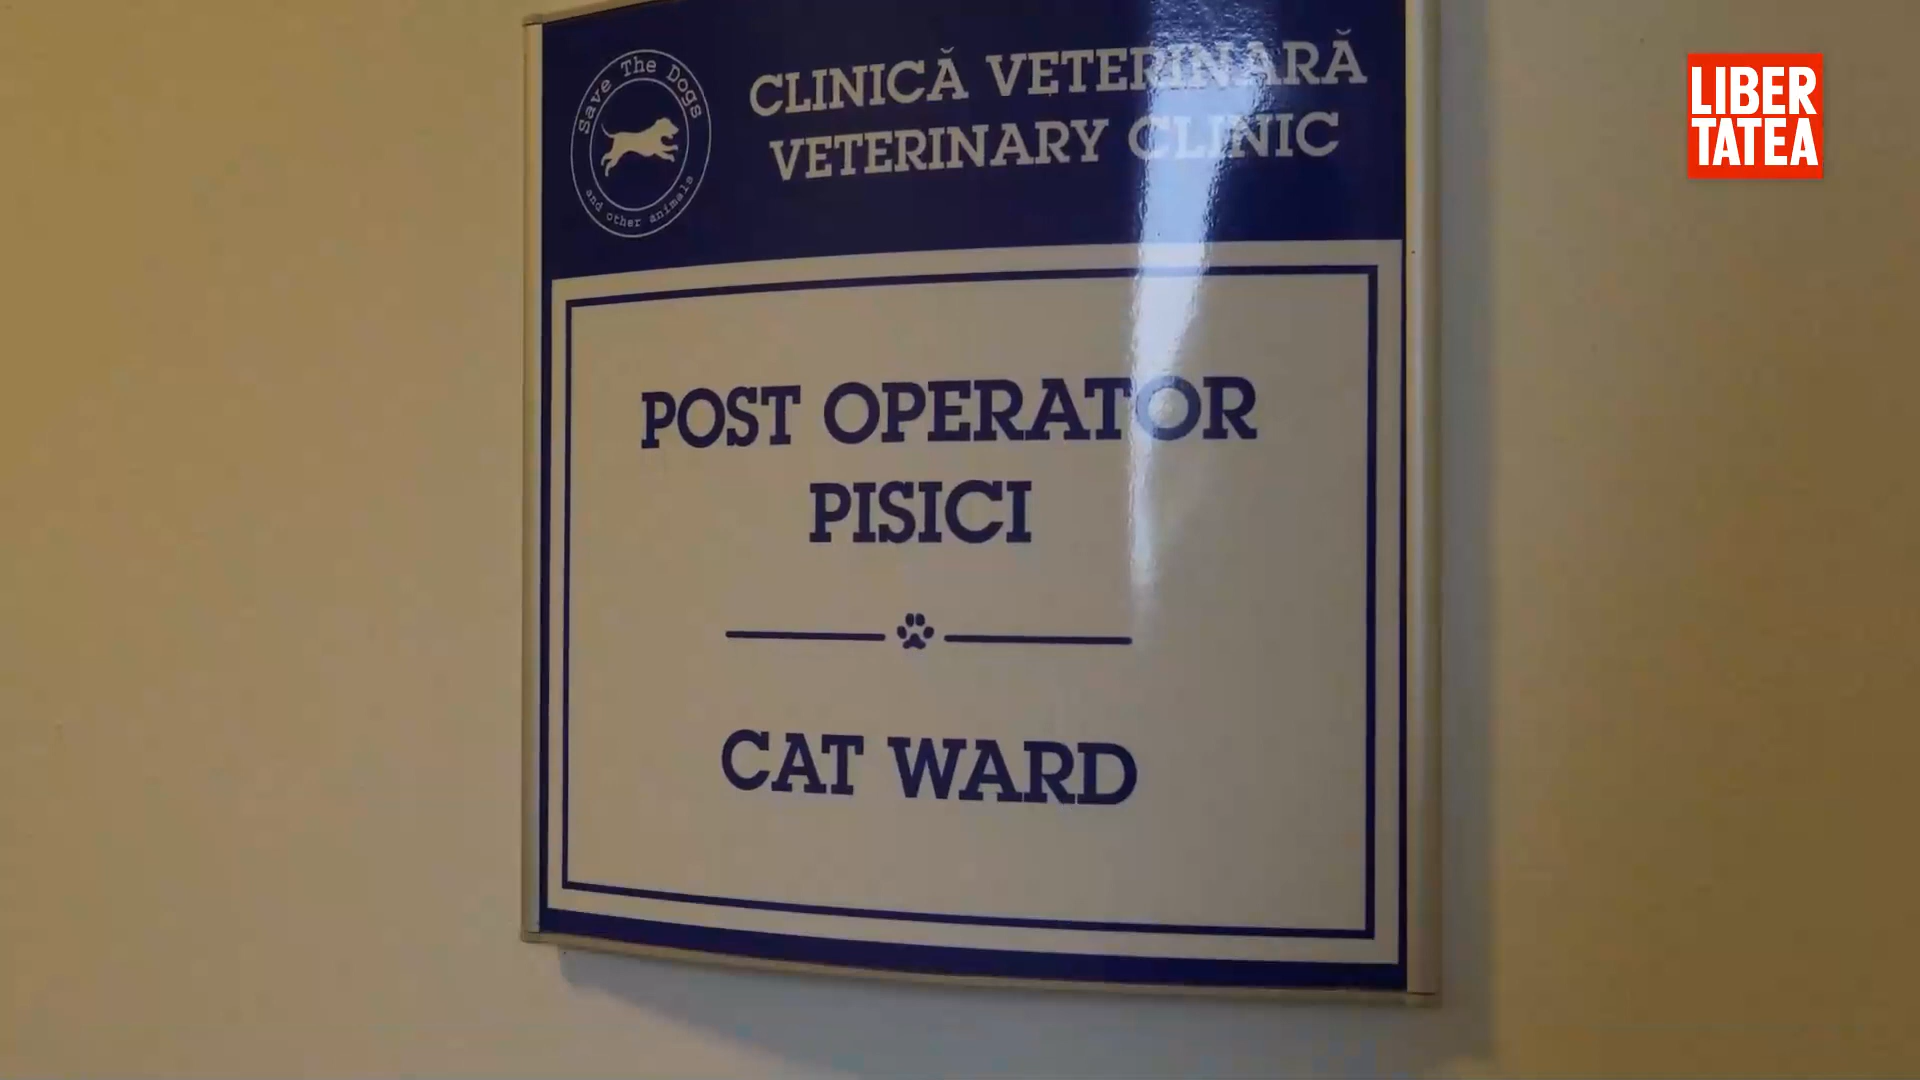 Save The Dogs
and other animals
CLINICĂ VETERINARĂ
VETERINARY CLINIC
LIBER
TATEA
POST OPERATOR
PISICI
CAT WARD